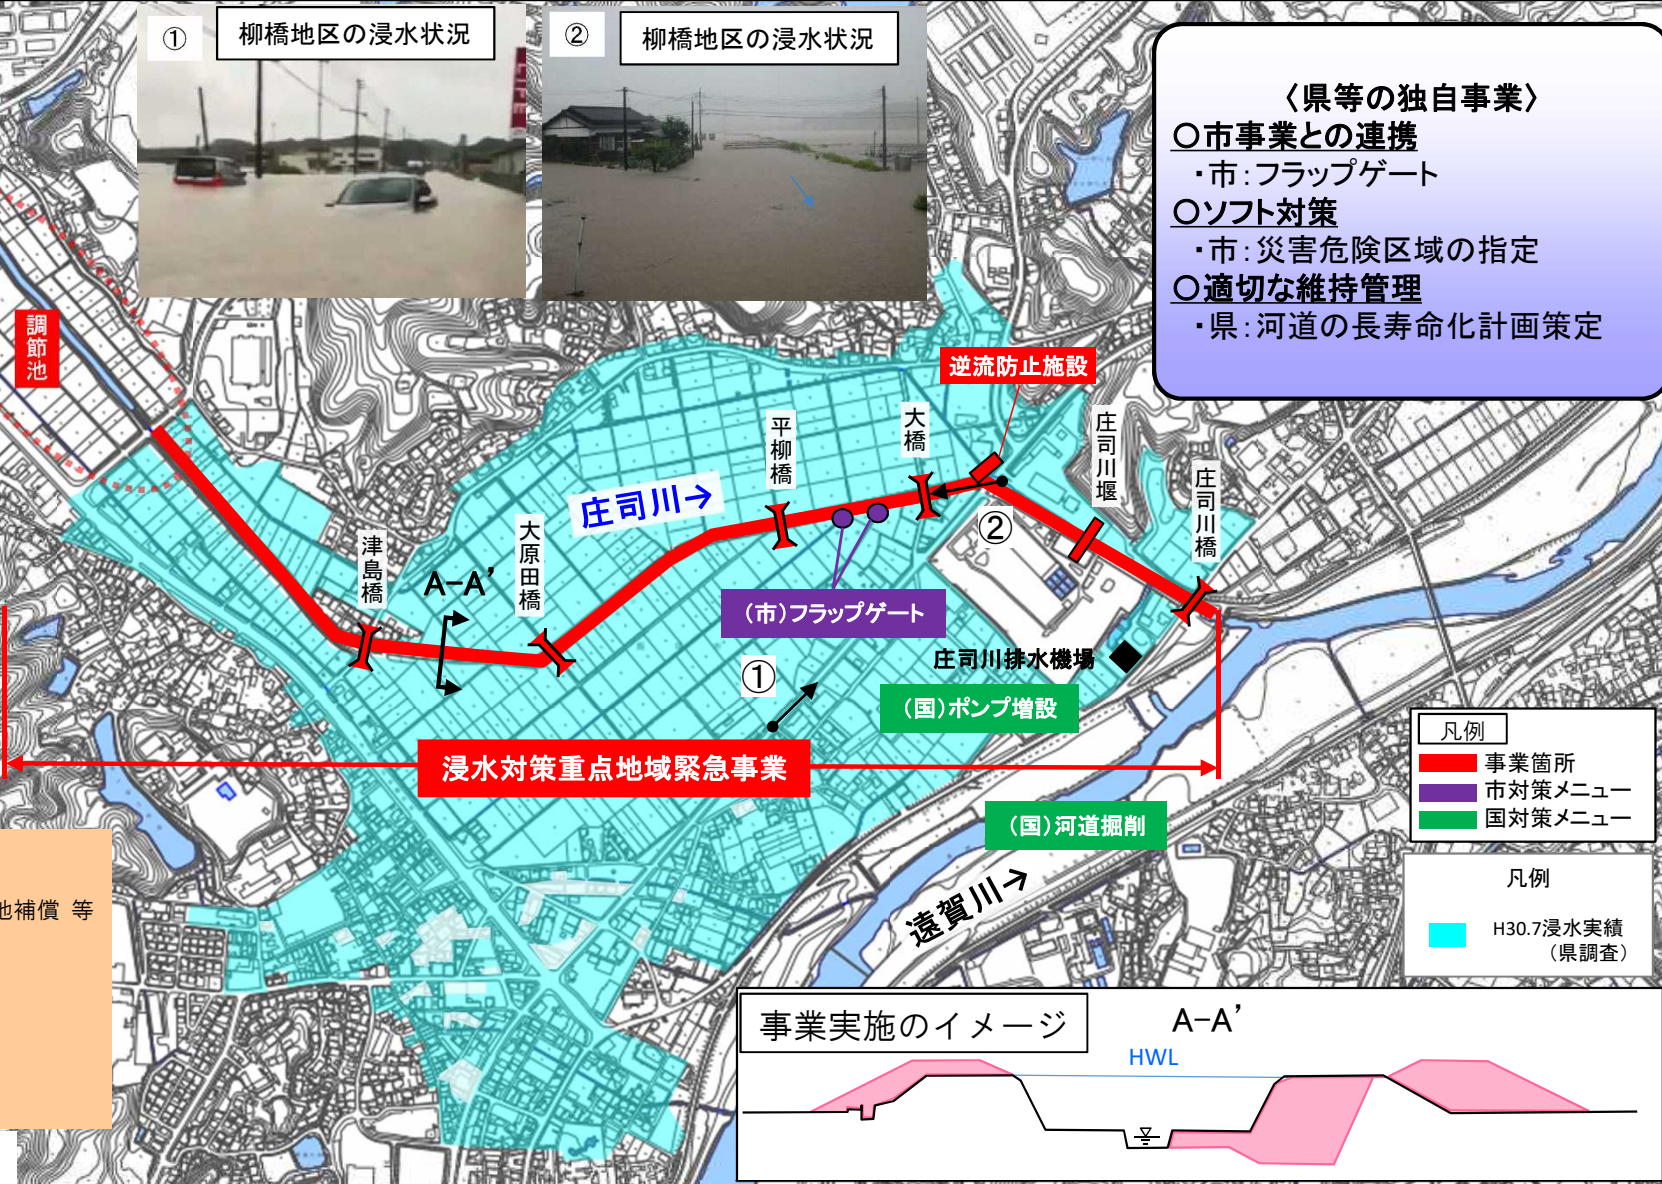 ①
柳橋地区の浸水状況
②
柳橋地区の浸水状況
〈県等の独自事業〉
〇市事業との連携
・市:フラップゲート
〇ソフト対策
・市:災害危険区域の指定
〇適切な維持管理
・県:河道の長寿命化計画策定
調節池
逆流防止施設
大橋
平柳橋
庄司川堰
庄司川橋
庄司川→
大原田橋
津島橋
A-A’
②
(市)フラップゲート
庄司川排水機場
①
(国)ポンプ増設
浸水対策重点地域緊急事業
(国)河道掘削
遠賀川→
凡例
事業箇所
市対策メニュー
国対策メニュー
凡例
H30.7浸水実績
(県調査)
地補償 等
事業実施のイメージ
A-A’
HWL